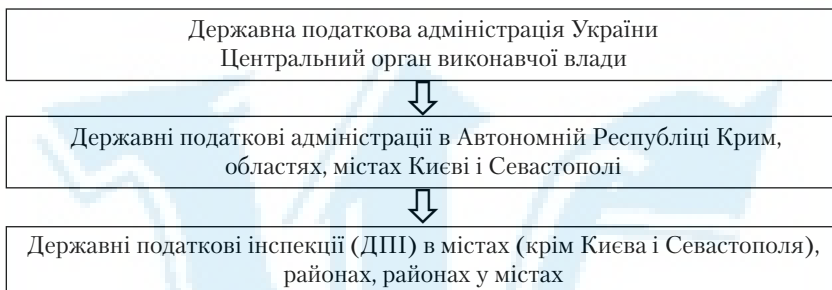 Державна податкова адміністрація України
Центральний орган виконавчої влади
Державні податкові адміністрації в Автономній Республіці Крим,
областях, містах Києві і Севастополі
Державні податкові інспекції (ДПІ) в містах (крім Києва і Севастополя),
районах, районах у містах